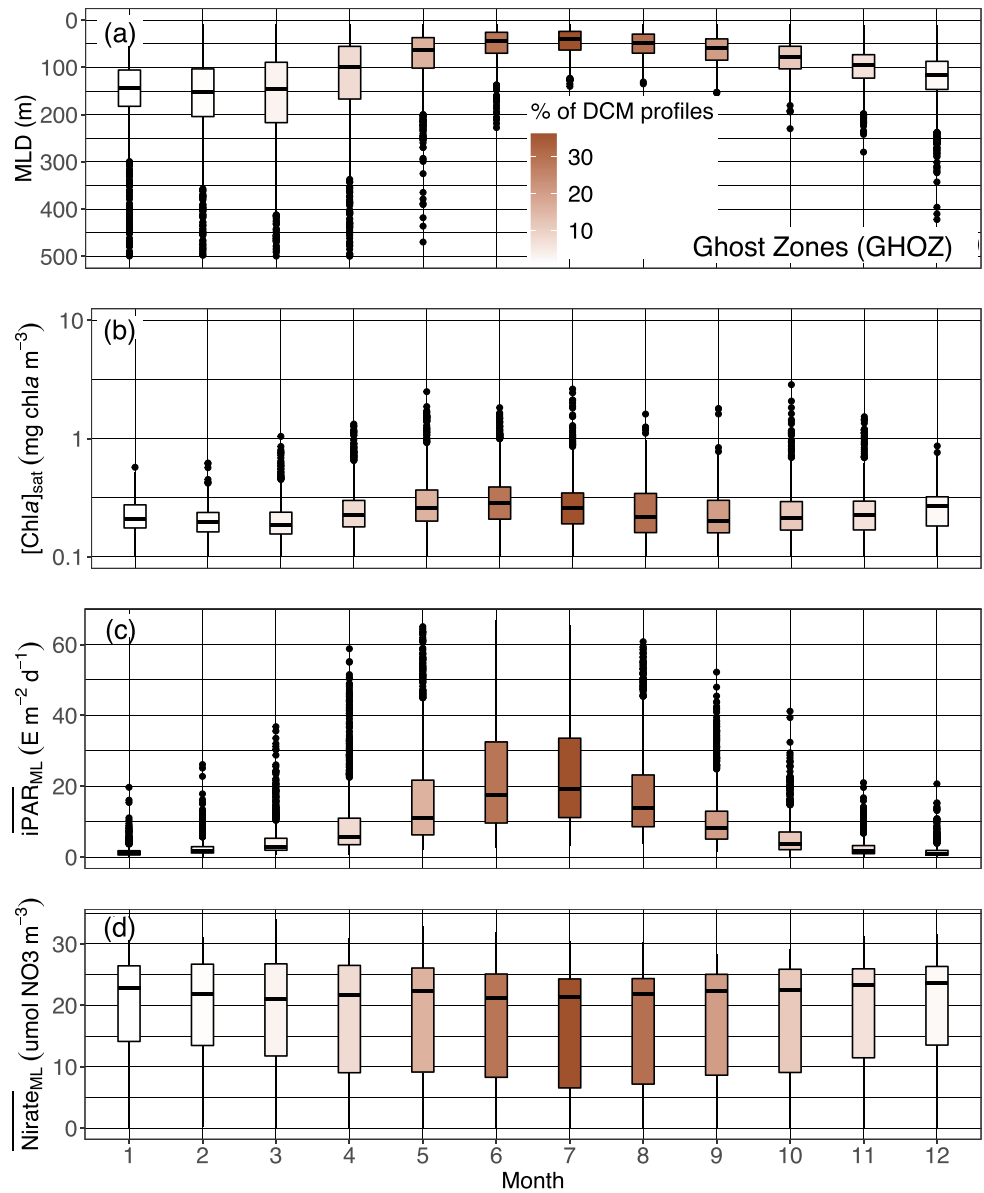 (a)
0
100
200
300
400
500
MLD (m)
% of DCM profiles
30
20
10
Ghost Zones (GHOZ)
(b)
10
1
0.1
[Chla]sat (mg chla m−3)
(c)
60
40
20
0
iPARML (E m−2 d−1)
(d)
30
20
10
0
NirateML (umol NO3 m−3)
1 2 3 4 5 6 7 8 9 10 11 12
Month